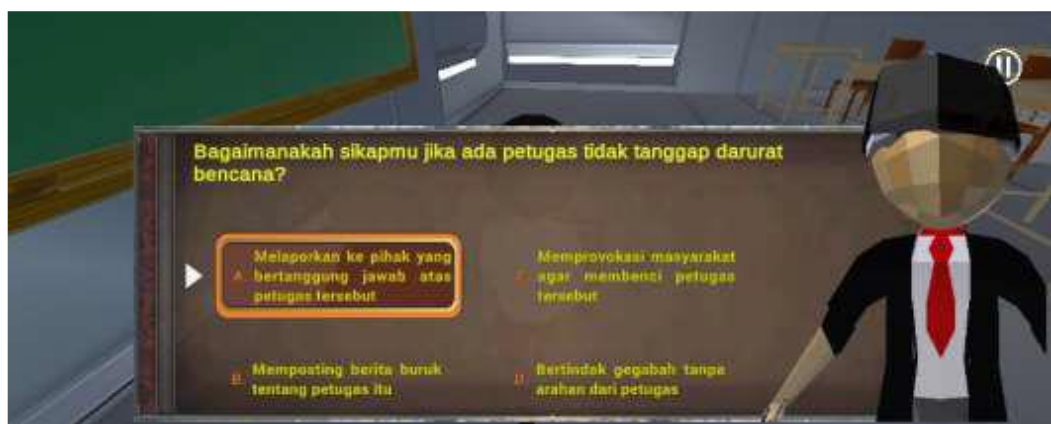 Bagaimanakah sikapmu jika ada petugas tidak tanggap darurat
bencana?
A. Melaporkan ke pihak yang
bertanggung jawab atas
petugas tersebut
B. Memposting berita buruk
tentang petugas itu
C. Memprovokasi masyarakat
agar membenci petugas
tersebut
D. Bertindak gegabah tanpa
arahan dari petugas